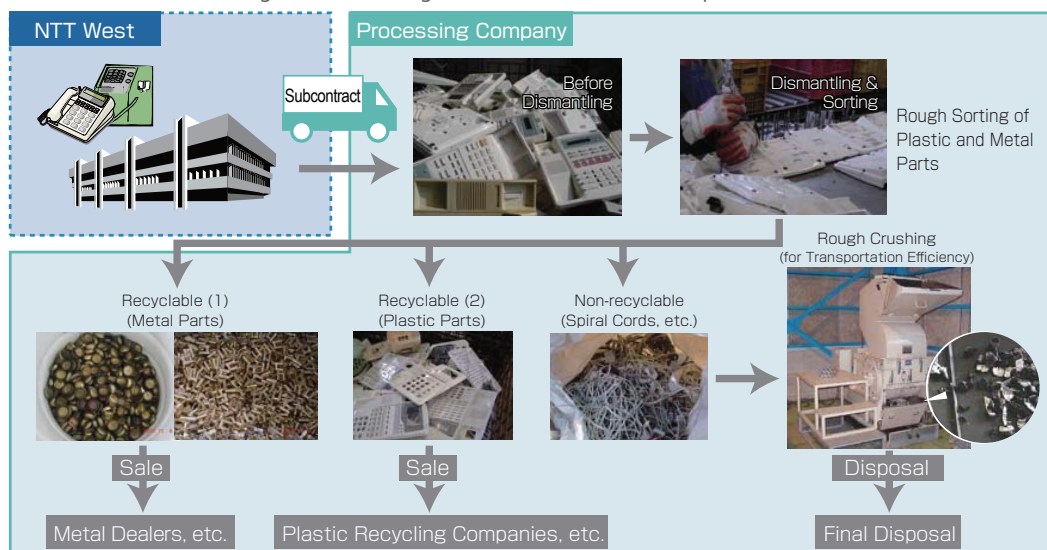 NTT West
Processing Company
Subcontract
Before
Dismantling
Dismantling &
Sorting
Rough Sorting of
Plastic and Metal
Parts
Rough Crushing
(for Transportation Efficiency)
Recyclable (1)
(Metal Parts)
Recyclable (2)
(Plastic Parts)
Non-recyclable
(Spiral Cords, etc.)
Sale
Sale
Disposal
Metal Dealers, etc.
Plastic Recycling Companies, etc.
Final Disposal